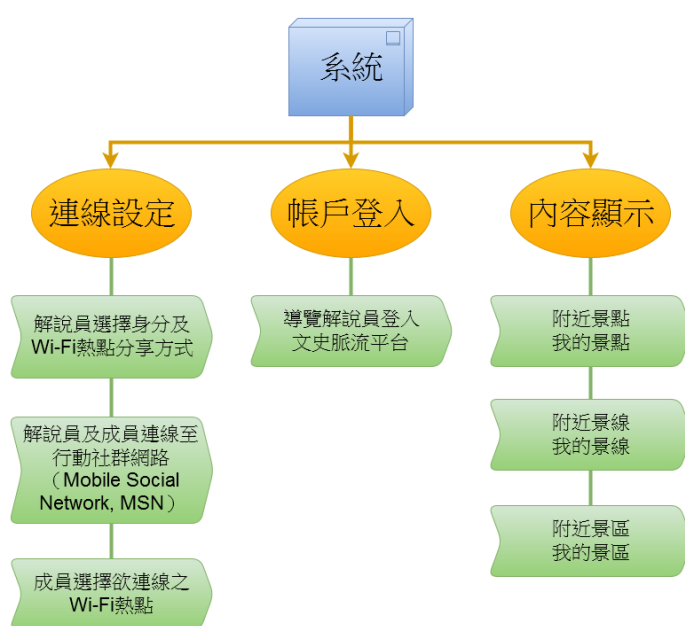 系統
連線設定
帳戶登入
內容顯示
解說員選擇身分及
Wi-Fi熱點分享方式
解說員及成員連線至
行動社群網路
（Mobile Social
Network, MSN）
成員選擇欲連線之
Wi-Fi熱點
導覽解說員登入
文史脈流平台
附近景點
我的景點
附近景線
我的景線
附近景區
我的景區